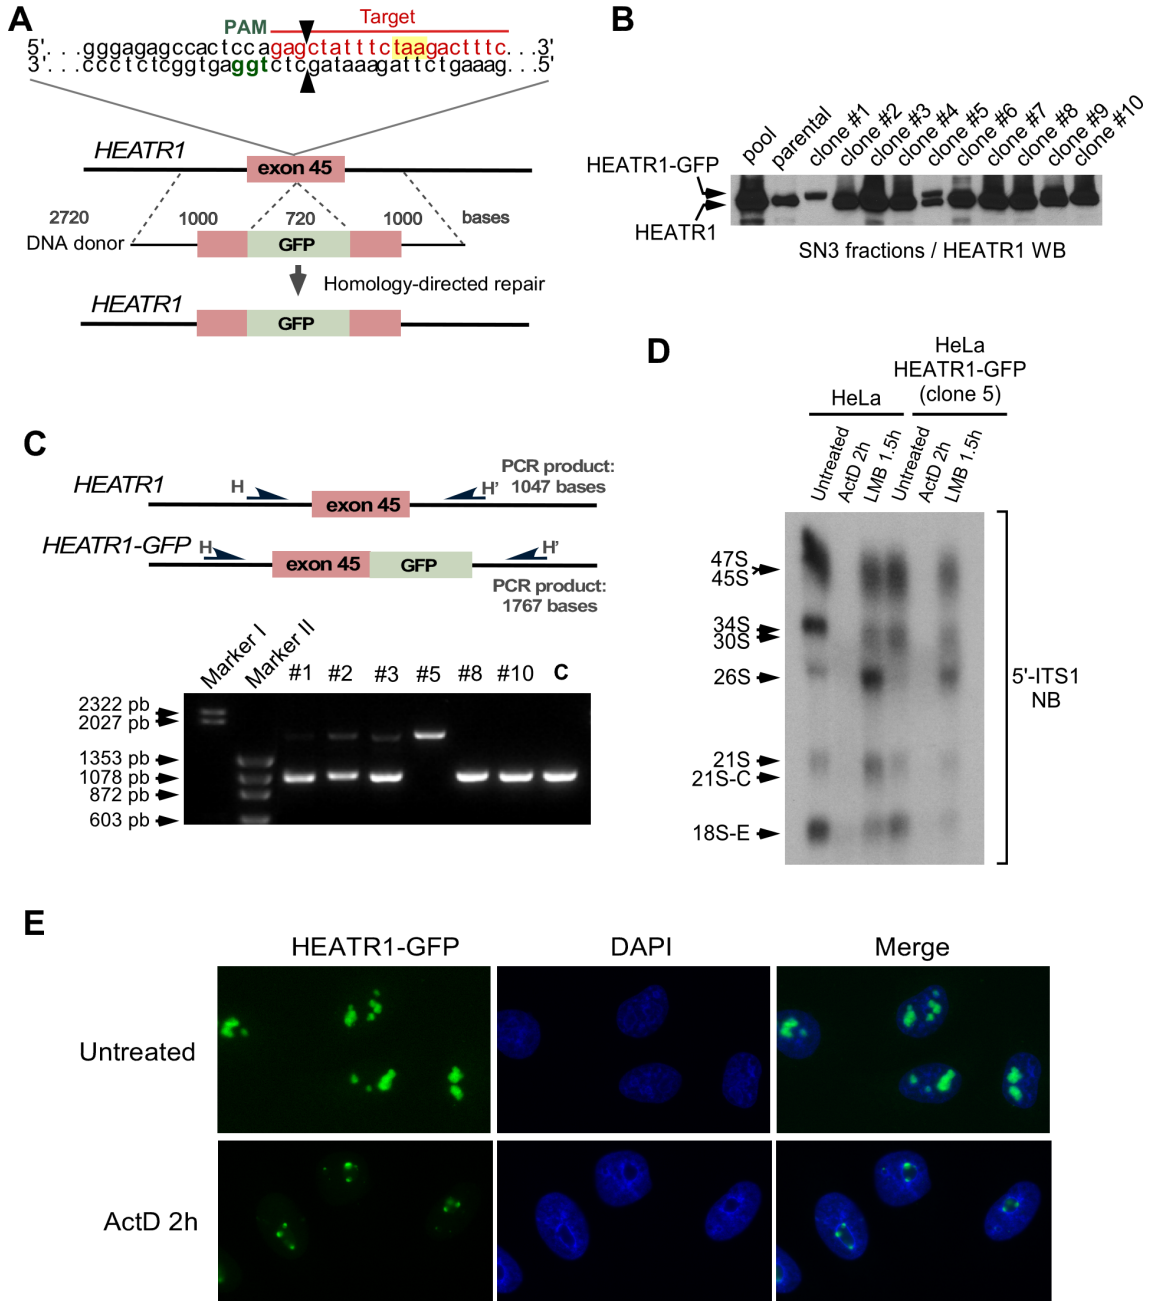 A
PAM
Target
5'. . .gggagagccactccagagctatttctaagactttc. . .3'
3'. . .ccctctcggtgaggtctcgataaagattctgaaag. . .5'
HEATR1
exon 45
2720
1000
720
1000
bases
DNA donor
GFP
Homology-directed repair
HEATR1
GFP
B
pool
parental
clone #1
clone #2
clone #3
clone #4
clone #5
clone #6
clone #7
clone #8
clone #9
clone #10
HEATR1-GFP
HEATR1
SN3 fractions / HEATR1 WB
C
HEATR1
H
exon 45
H'
PCR product:
1047 bases
HEATR1-GFP
H
exon 45
GFP
H'
PCR product:
1767 bases
Marker I
Marker II
#1
#2
#3
#5
#8
#10
C
2322 pb
2027 pb
1353 pb
1078 pb
872 pb
603 pb
D
HeLa
HeLa
HEATR1-GFP
(clone 5)
Untreated
ActD 2h
LMB 1.5h
Untreated
ActD 2h
LMB 1.5h
47S
45S
34S
30S
26S
21S
21S-C
18S-E
5'-ITS1
NB
E
HEATR1-GFP
DAPI
Merge
Untreated
ActD 2h